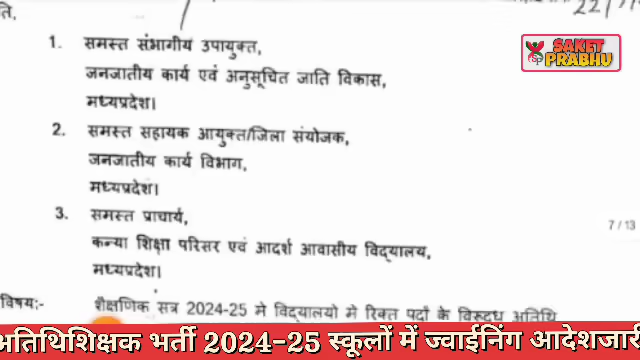 ति,
22/7/
SAKET
PRABHU
1. समस्त संभागीय उपायुक्त,
जनजातीय कार्य एवं अनुसूचित जाति विकास,
मध्यप्रदेश।
2. समस्त सहायक आयुक्त/जिला संयोजक,
जनजातीय कार्य विभाग,
मध्यप्रदेश।
3. समस्त प्राचार्य,
कन्या शिक्षा परिसर एवं आदर्श आवासीय विद्यालय,
मध्यप्रदेश।
7/13
विषयः- शैक्षणिक सत्र 2024-25 मे विद्यालयो मे रिक्त पदों के विरूद्ध अतिथि
अतिथिशिक्षक भर्ती 2024-25 स्कूलों में ज्वाईनिंग आदेशजारी